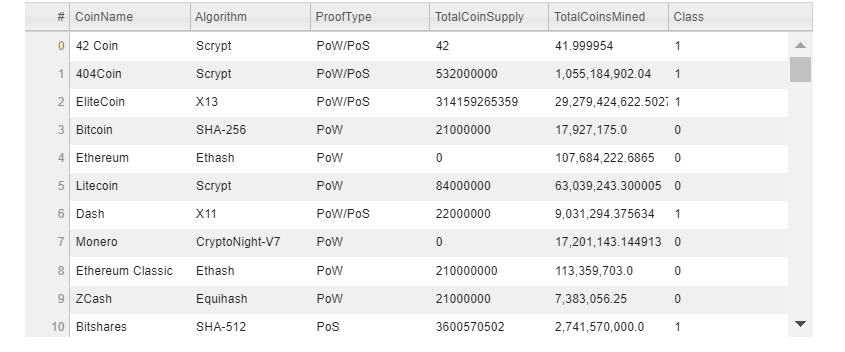 # CoinName Algorithm ProofType TotalCoinSupply TotalCoinsMined Class
0 42 Coin Scrypt PoW/PoS 42 41.999954 1
1 404Coin Scrypt PoW/PoS 532000000 1,055,184,902.04 1
2 EliteCoin X13 PoW/PoS 314159265359 29,279,424,622.5027 1
3 Bitcoin SHA-256 PoW 21000000 17,927,175.0 0
4 Ethereum Ethash PoW 0 107,684,222.6865 0
5 Litecoin Scrypt PoW 84000000 63,039,243.300005 0
6 Dash X11 PoW/PoS 22000000 9,031,294.375634 1
7 Monero CryptoNight-V7 PoW 0 17,201,143.144913 0
8 Ethereum Classic Ethash PoW 210000000 113,359,703.0 0
9 ZCash Equihash PoW 21000000 7,383,056.25 0
10 Bitshares SHA-512 PoS 3600570502 2,741,570,000.0 1